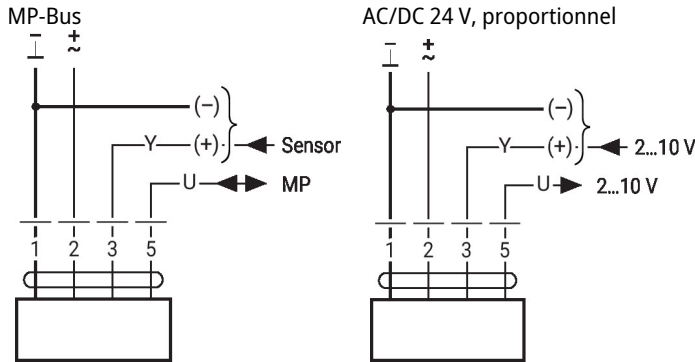 MP-Bus
AC/DC 24 V, proportionnel
⊥ ~
− +
(−)
Y (+) Sensor
U MP
1 2 3 5
− +
⊥ ~
(−)
Y (+) 2...10 V
U 2...10 V
1 2 3 5